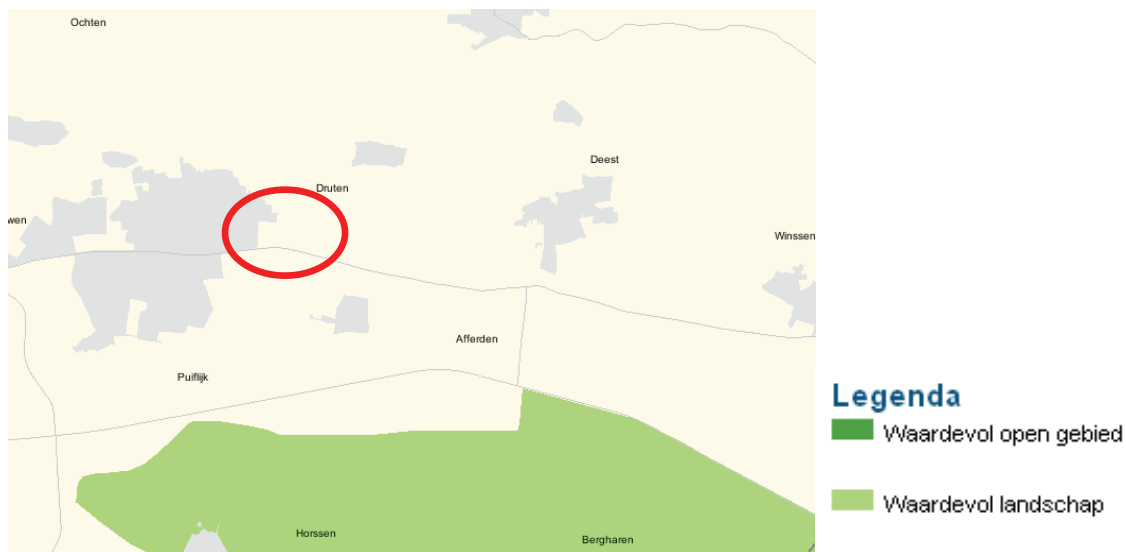 Ochten
Deest
Druten
wen
Winssen
Afferden
Puiflijk
Legenda
Waardevol open gebied
Waardevol landschap
Horssen
Bergharen